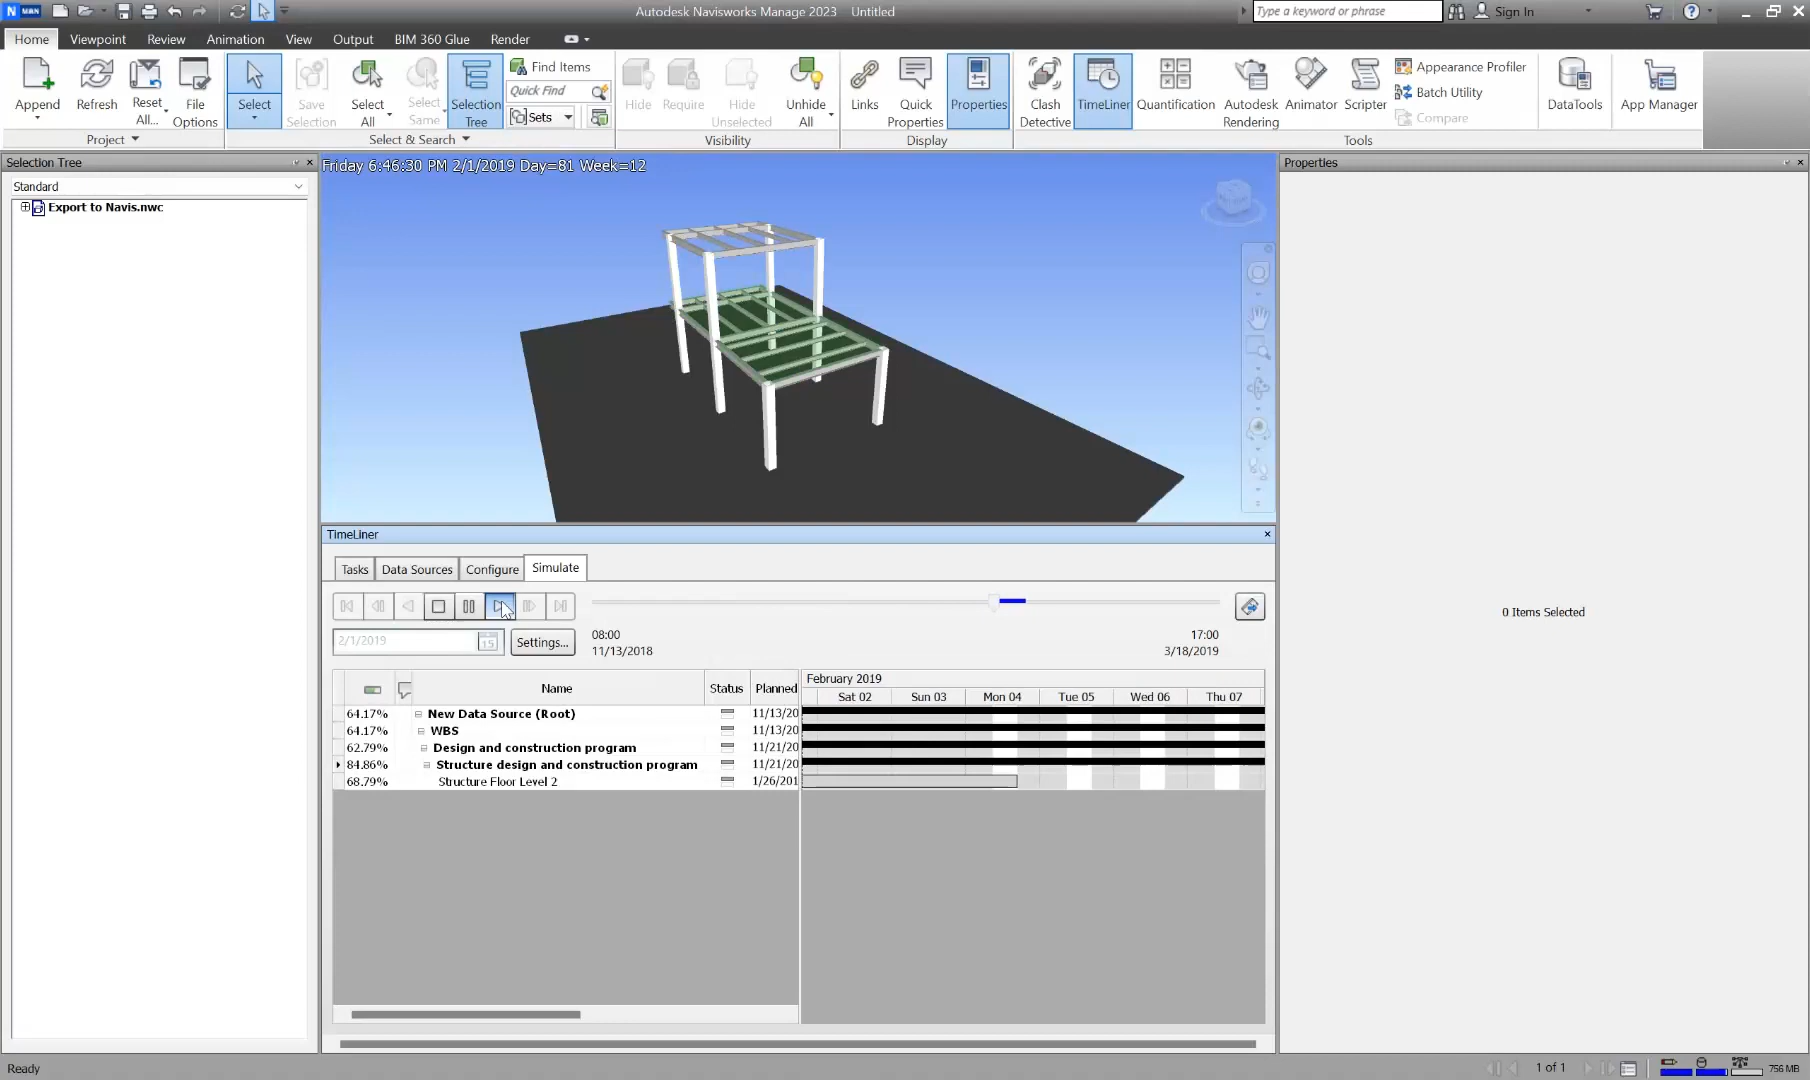 N MAN
Autodesk Navisworks Manage 2023 Untitled
Type a keyword or phrase
Sign In
Home Viewpoint Review Animation View Output BIM 360 Glue Render
Append
Refresh
Reset All...
File Options
Project
Select
Save Selection
Select All
Select Same
Selection Tree
Find Items
Quick Find
Sets
Select & Search
Hide
Require
Hide Unselected
Unhide All
Visibility
Links
Quick Properties
Properties
Display
Clash Detective
TimeLiner
Quantification
Autodesk Rendering
Animator
Scripter
Appearance Profiler
Batch Utility
Compare
Tools
DataTools
App Manager
Selection Tree
Standard
Export to Navis.nwc
Friday 6:46:30 PM 2/1/2019 Day=81 Week=12
Properties
0 Items Selected
TimeLiner
Tasks Data Sources Configure Simulate
2/1/2019
15
Settings...
08:00
11/13/2018
17:00
3/18/2019
Name Status Planned
February 2019
Sat 02 Sun 03 Mon 04 Tue 05 Wed 06 Thu 07
64.17% New Data Source (Root) 11/13/20
64.17% WBS 11/13/20
62.79% Design and construction program 11/21/20
84.86% Structure design and construction program 11/21/20
68.79% Structure Floor Level 2 1/26/201
Ready
1 of 1
756 MB